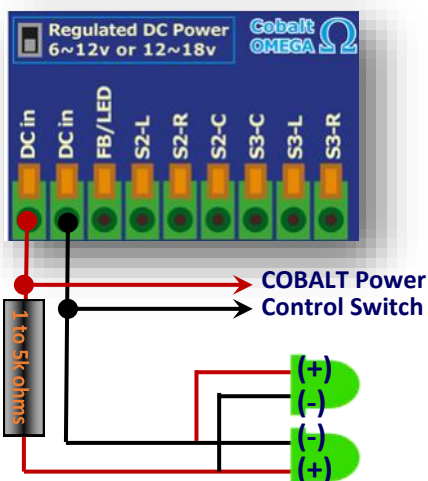 Regulated DC Power
6~12v or 12~18v
Cobalt
OMEGA Ω
DC in
DC in
FB/LED
S2-L
S2-R
S2-C
S3-C
S3-L
S3-R
COBALT Power
Control Switch
1 to 5k ohms
(+)
(-)
(-)
(+)